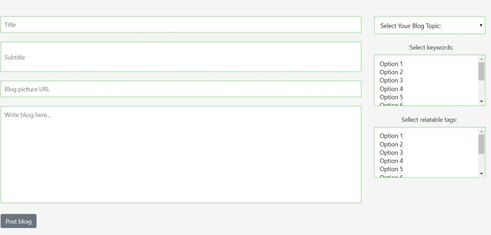 Title
Subtitle
Blog picture URL
Write blog here...
Post blog
Select Your Blog Topic:
Select keywords:
Option 1
Option 2
Option 3
Option 4
Option 5
Option 6
Sellect relatable tags:
Option 1
Option 2
Option 3
Option 4
Option 5
Option 6